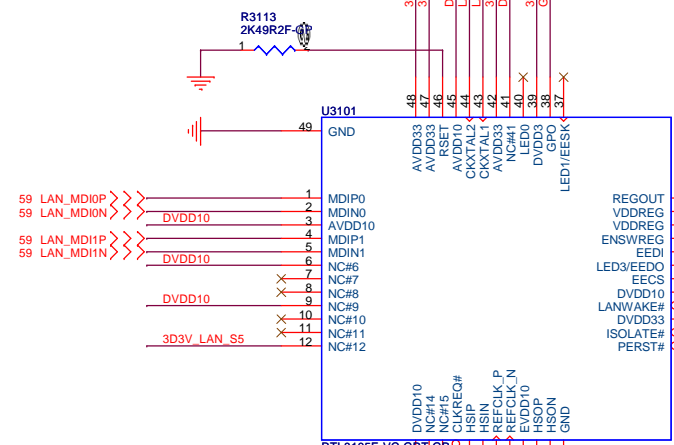 R3113
2K49R2F-GP
1
2
U3101
48 47 46 45 44 43 42 41 40 39 38 37
AVDD33 AVDD33 RSET AVDD10 CKXTAL2 CKXTAL1 AVDD33 NC#41 LED0 DVDD3 GPO LED1/EESK
49 GND
59 LAN_MDI0P 1 MDIP0
59 LAN_MDI0N 2 MDIN0
DVDD10 3 AVDD10
59 LAN_MDI1P 4 MDIP1
59 LAN_MDI1N 5 MDIN1
DVDD10 6 NC#6
7 NC#7
8 NC#8
DVDD10 9 NC#9
10 NC#10
11 NC#11
3D3V_LAN_S5 12 NC#12
REGOUT
VDDREG
VDDREG
ENSWREG
EEDI
LED3/EEDO
EECS
DVDD10
LANWAKE#
DVDD33
ISOLATE#
PERST#
DVDD10 NC#14 NC#15 CLKREQ# HSIP HSIN REFCLK_P REFCLK_N EVDD10 HSOP HSON GND